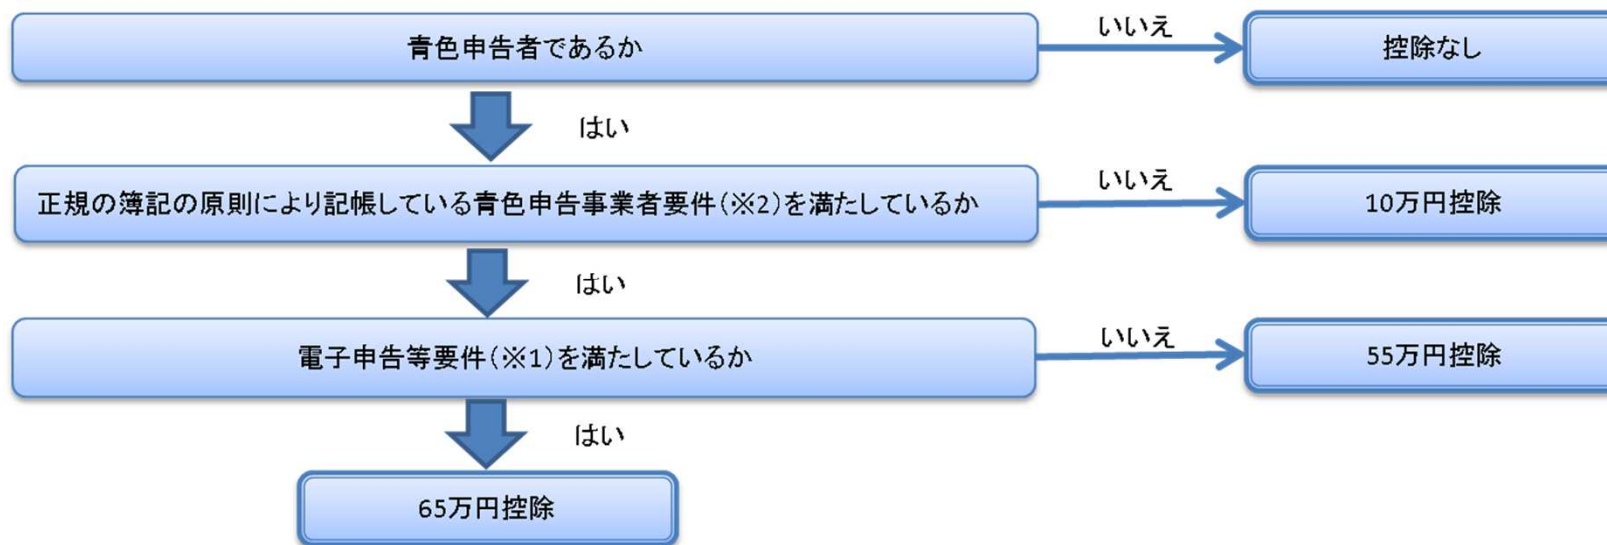 青色申告者であるか
いいえ
控除なし
はい
正規の簿記の原則により記帳している青色申告事業者要件(※2)を満たしているか
いいえ
10万円控除
はい
電子申告等要件(※1)を満たしているか
いいえ
55万円控除
はい
65万円控除